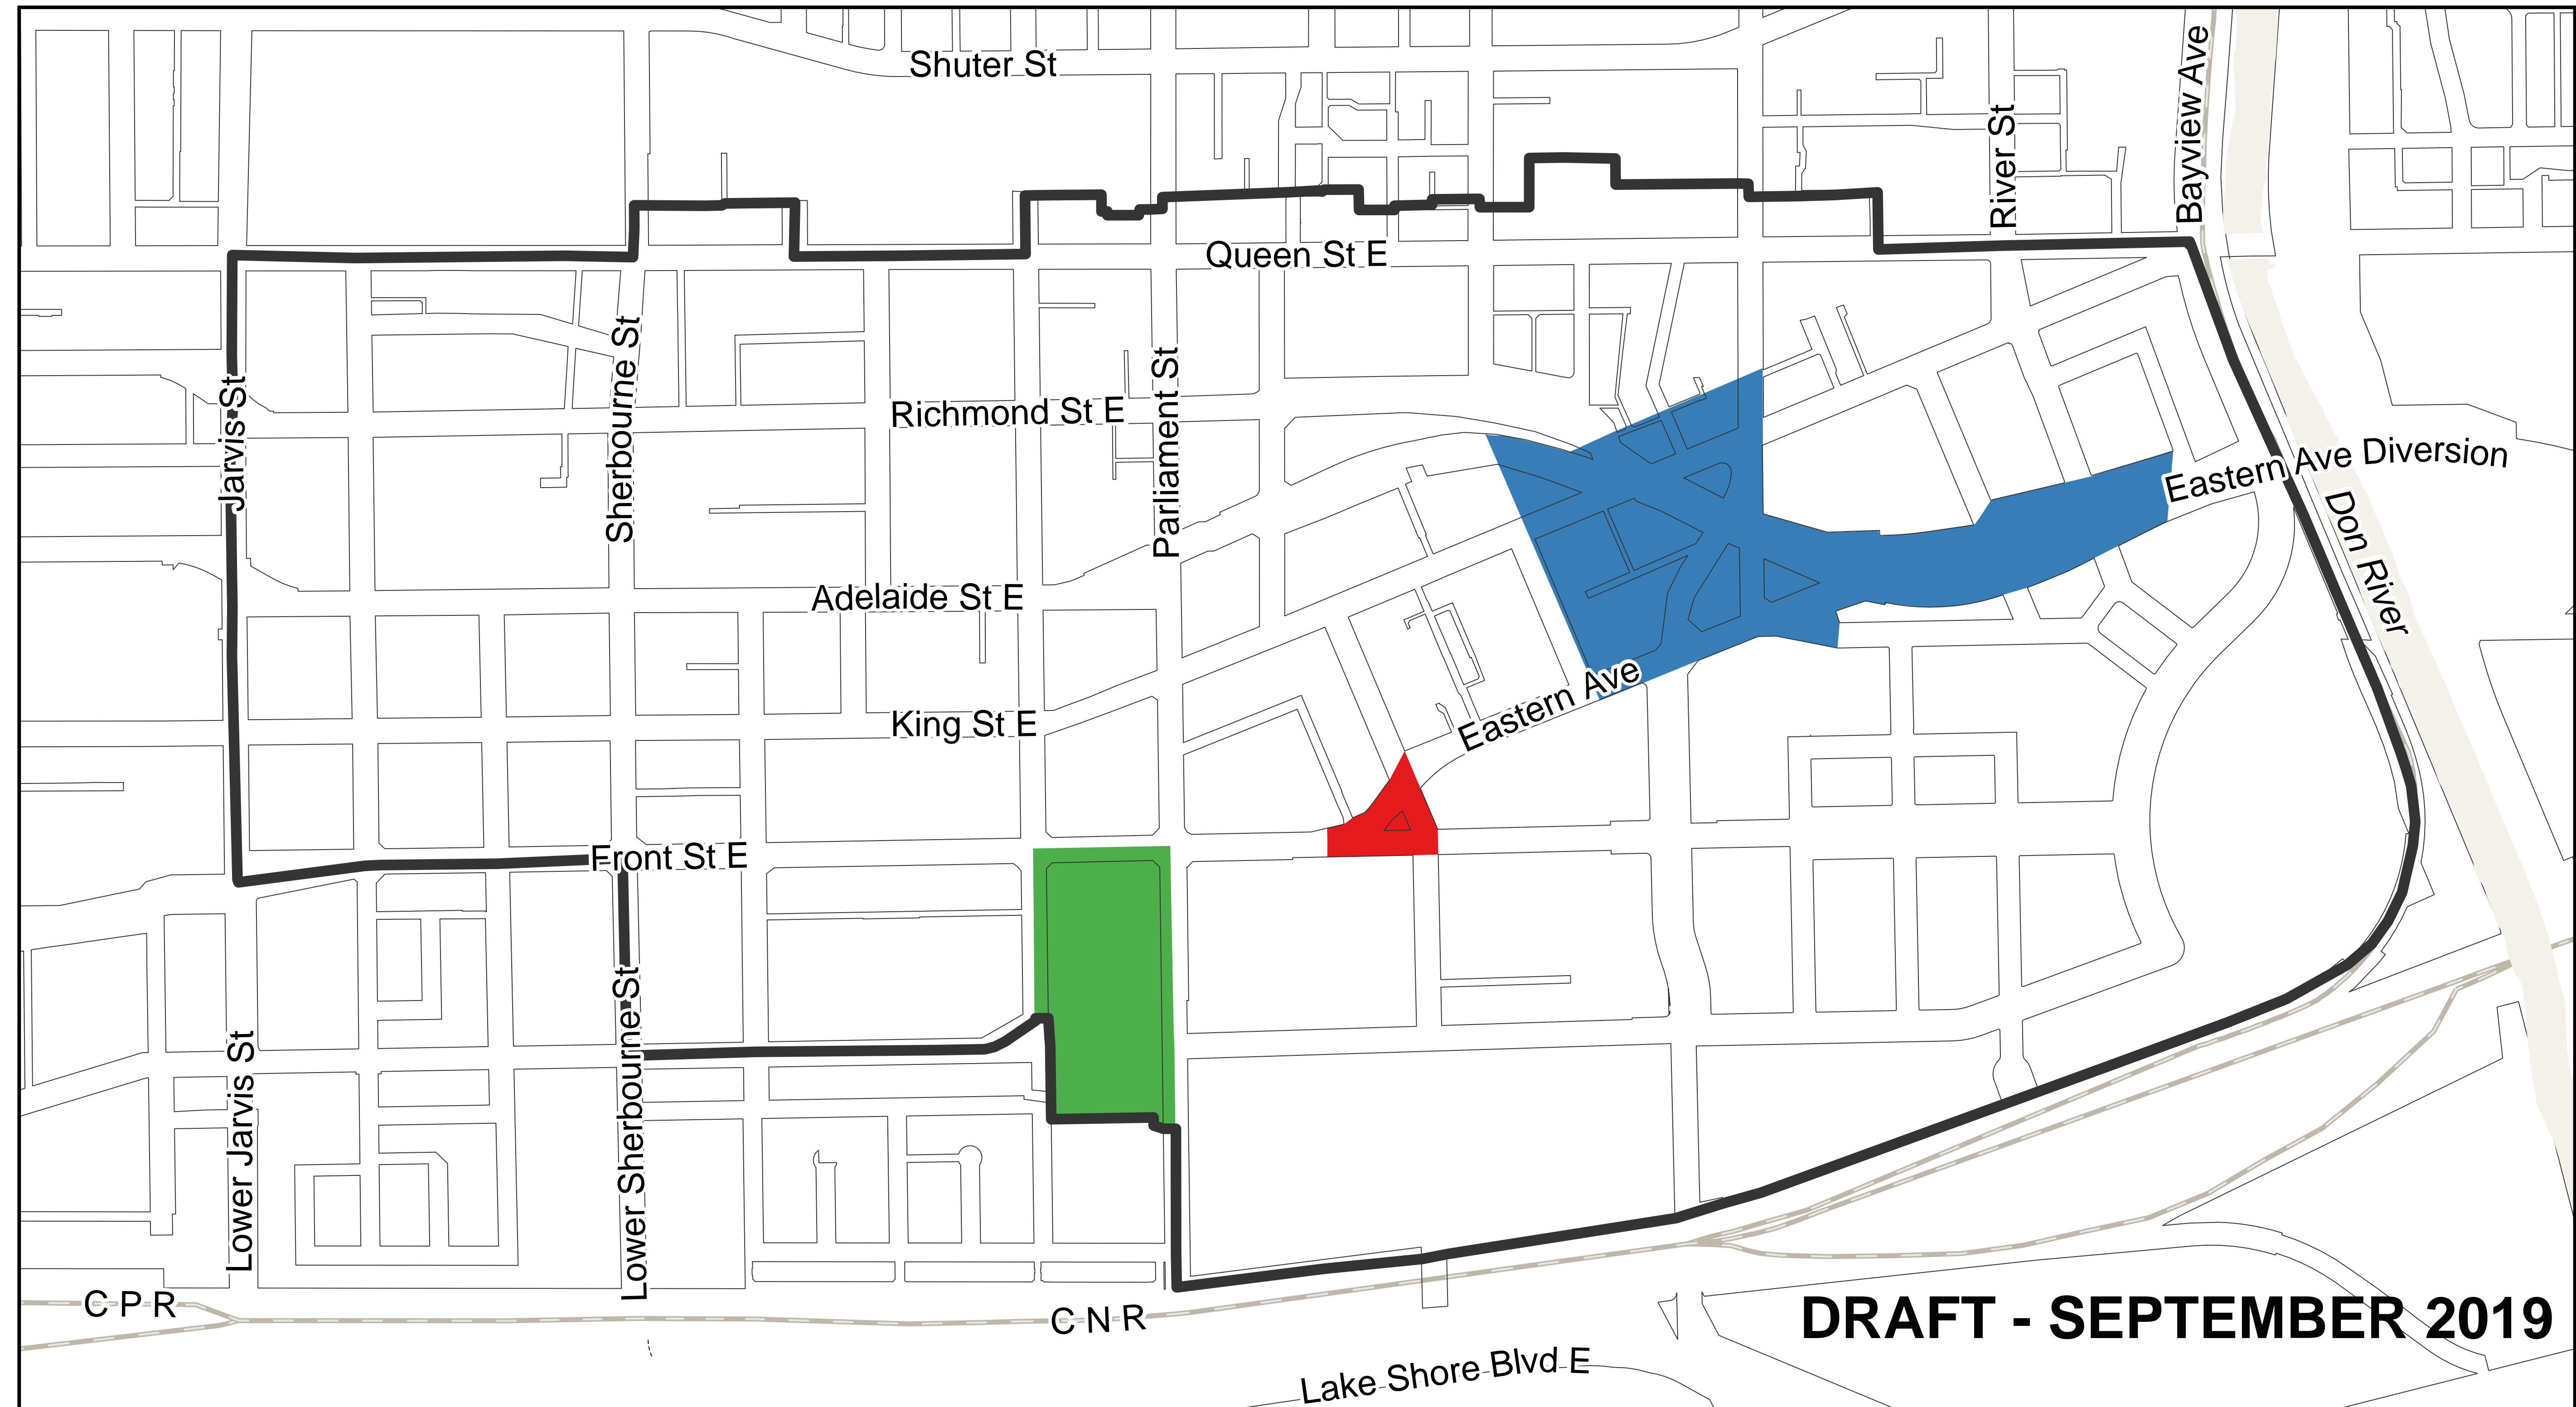 Shuter St
Bayview Ave
River St
Queen St E
Jarvis St
Sherbourne St
Richmond St E
Parliament St
Eastern Ave Diversion
Don River
Adelaide St E
King St E
Eastern Ave
Front St E
Lower Jarvis St
Lower Sherbourne St
C P R
C N R
DRAFT - SEPTEMBER 2019
Lake Shore Blvd E